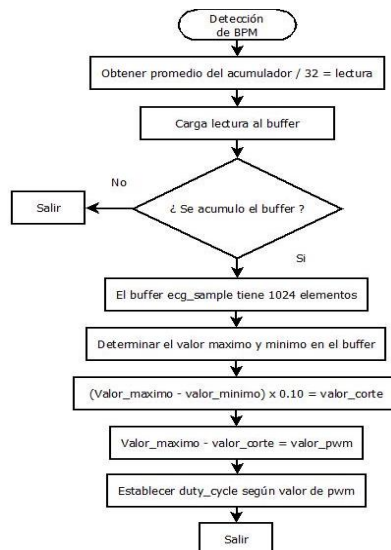 Detección
de BPM
Obtener promedio del acumulador / 32 = lectura
Carga lectura al buffer
¿ Se acumulo el buffer ?
No
Salir
Si
El buffer ecg_sample tiene 1024 elementos
Determinar el valor maximo y minimo en el buffer
(Valor_maximo - valor_minimo) x 0.10 = valor_corte
Valor_maximo - valor_corte = valor_pwm
Establecer duty_cycle según valor de pwm
Salir